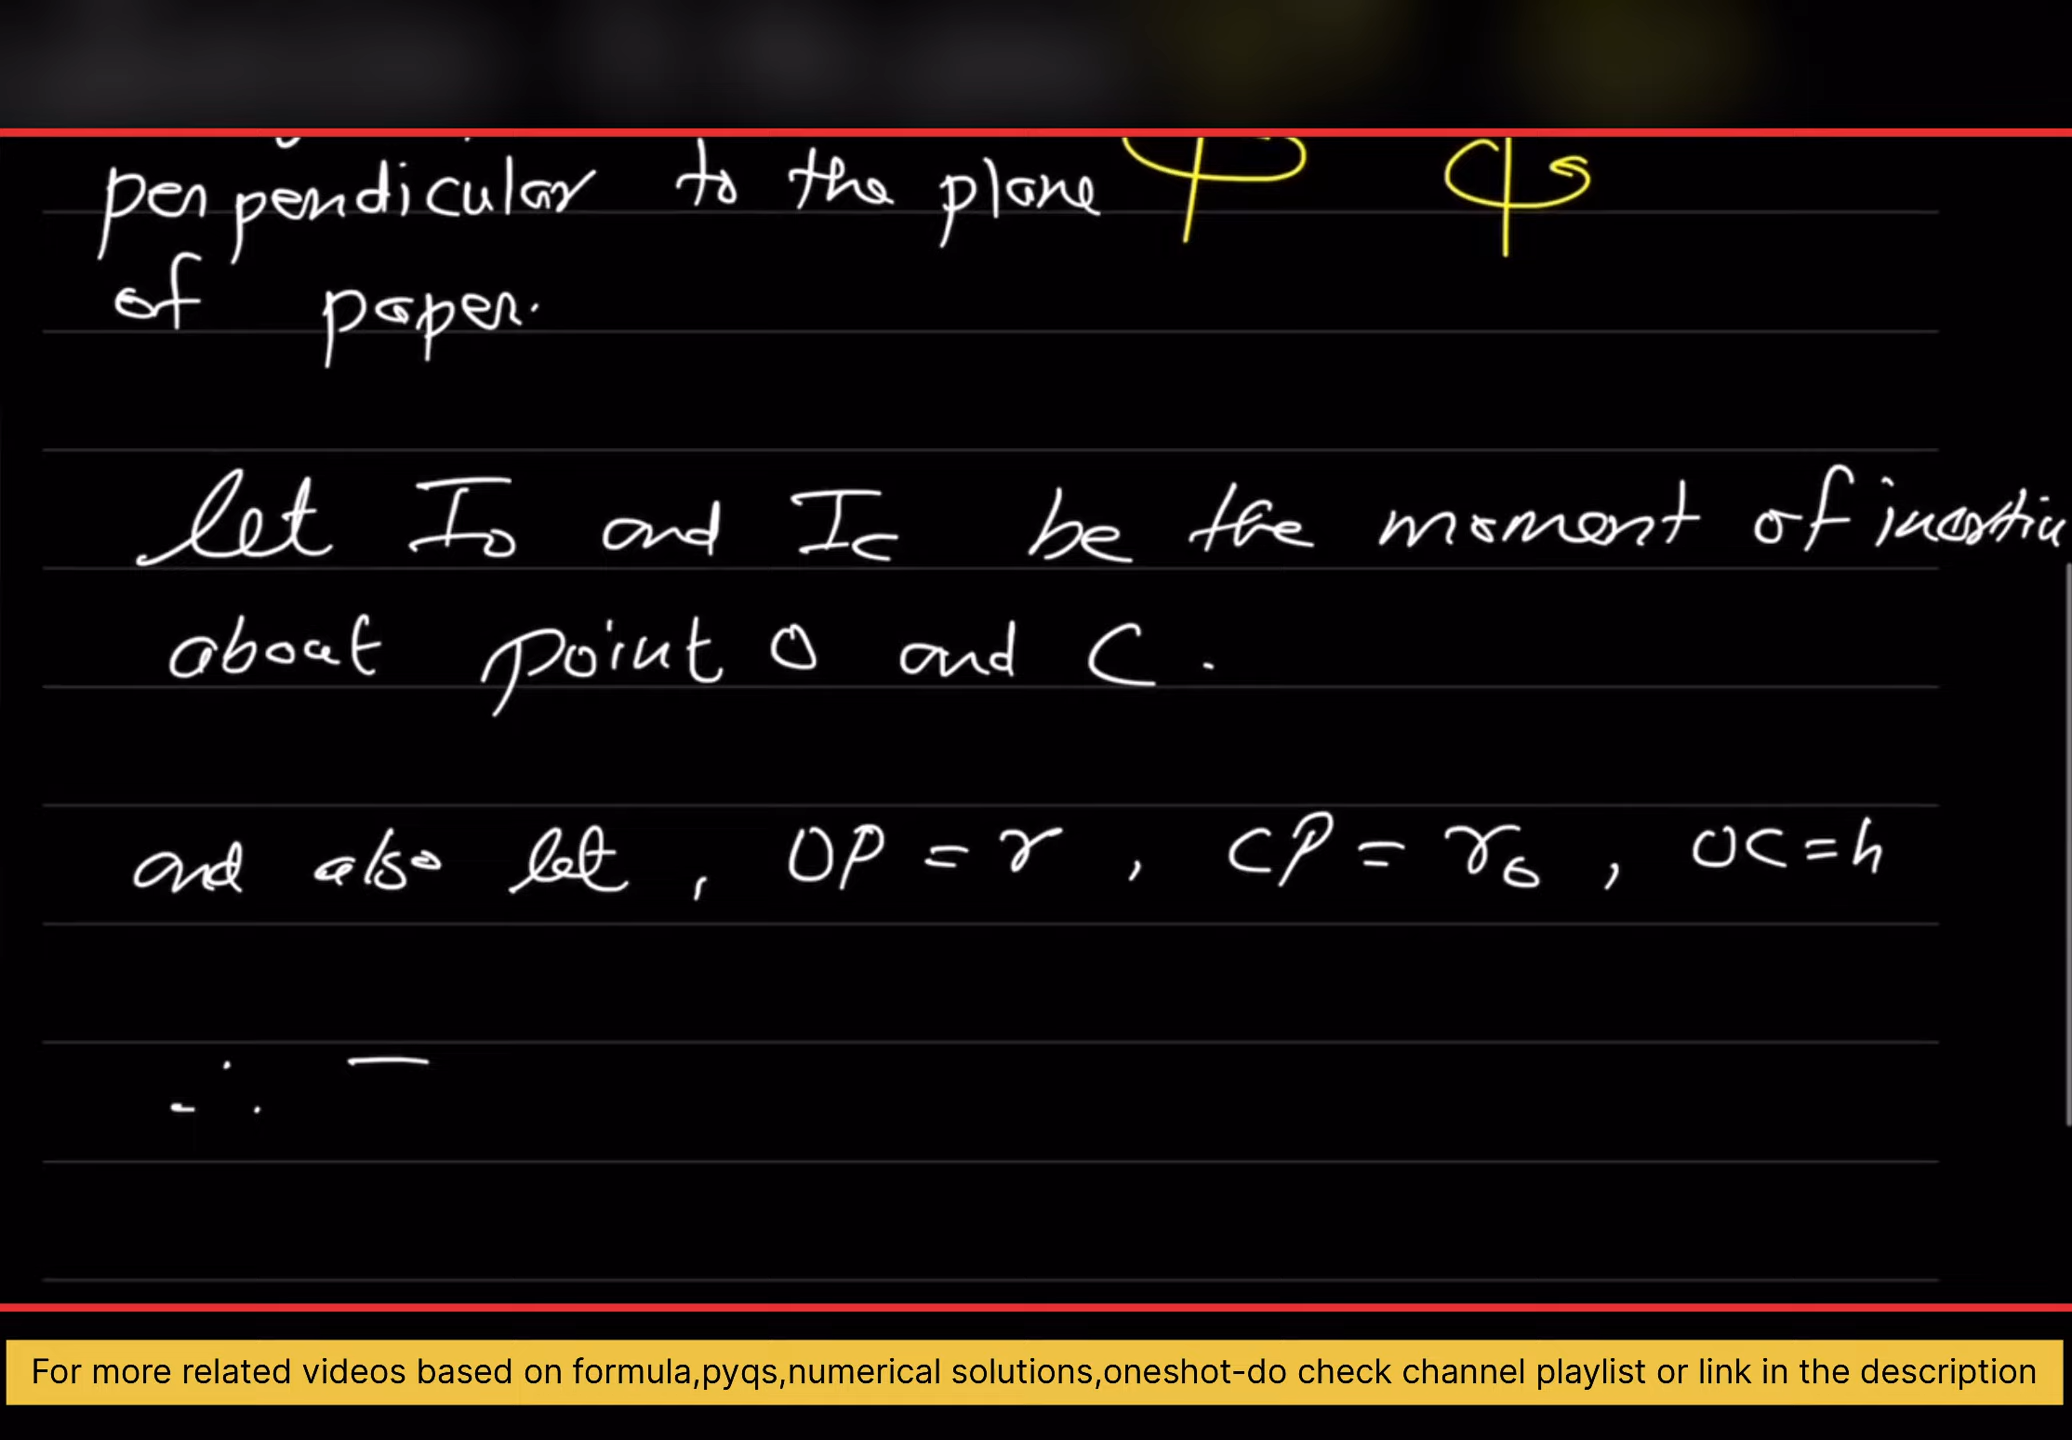 perpendicular to the plane
of paper.
let I₀ and Ic be the moment of inertia
about point O and C.
and also let, OP = r, CP = r₀, OC = h
∴
For more related videos based on formula,pyqs,numerical solutions,oneshot-do check channel playlist or link in the description